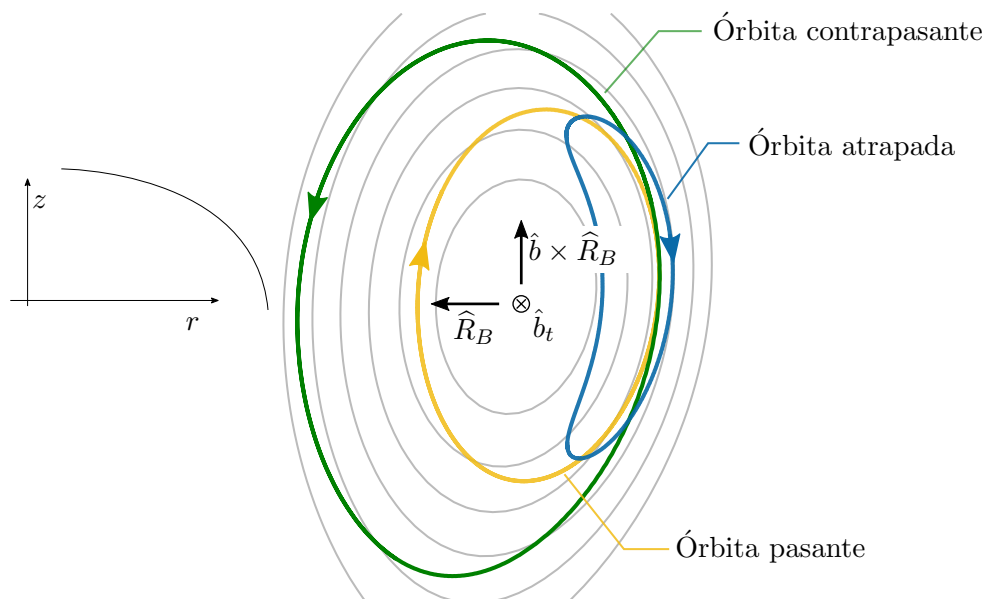 Órbita contrapasante
Órbita atrapada
z
r
b̂ × R̂_B
R̂_B
b̂_t
Órbita pasante